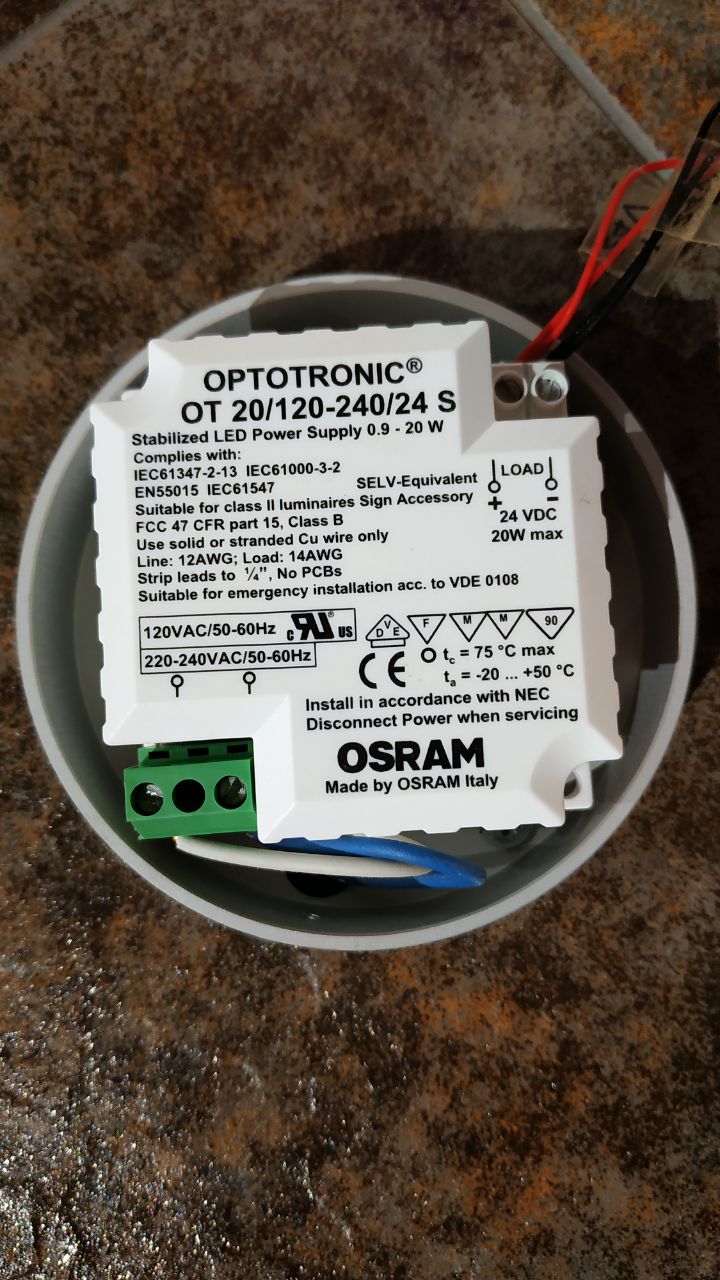 OPTOTRONIC®
OT 20/120-240/24 S
Stabilized LED Power Supply 0.9 - 20 W
Complies with:
IEC61347-2-13 IEC61000-3-2
EN55015 IEC61547
SELV-Equivalent
Suitable for class II luminaires Sign Accessory
FCC 47 CFR part 15, Class B
Use solid or stranded Cu wire only
Line: 12AWG; Load: 14AWG
Strip leads to ¼", No PCBs
Suitable for emergency installation acc. to VDE 0108
LOAD
+ −
24 VDC
20W max
120VAC/50-60Hz
220-240VAC/50-60Hz
c RU® US
D V E
F
M M
90
CE
tc = 75 °C max
ta = -20 ... +50 °C
Install in accordance with NEC
Disconnect Power when servicing
OSRAM
Made by OSRAM Italy